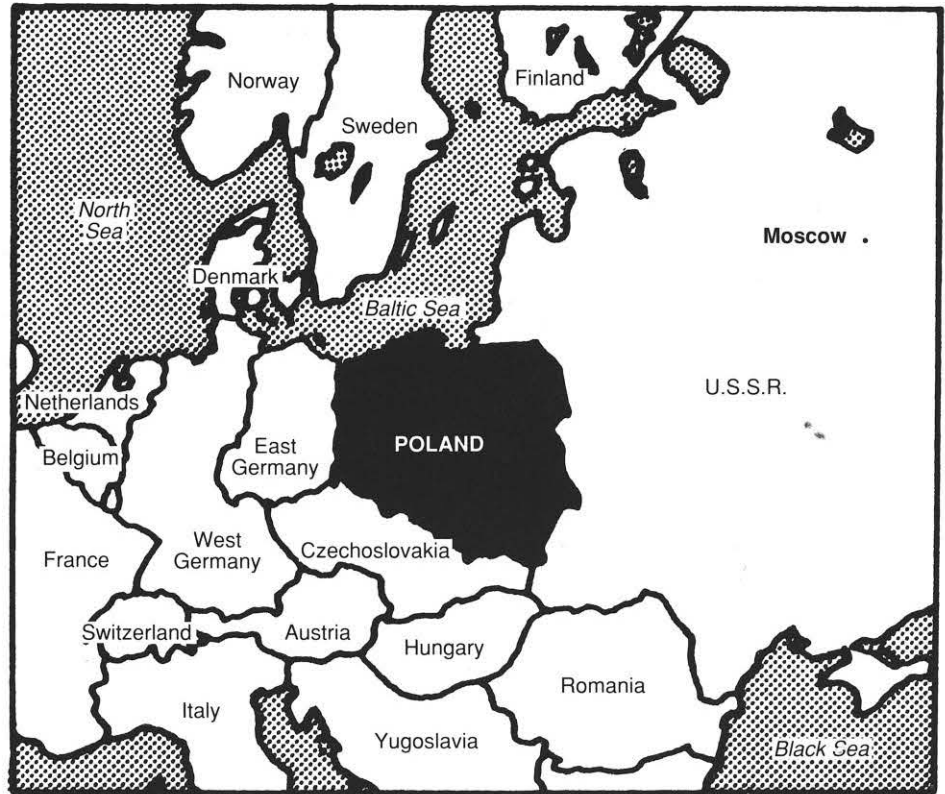 Norway
Finland
Sweden
North
Sea
Moscow
Denmark
Baltic Sea
U.S.S.R.
Netherlands
POLAND
East
Germany
Belgium
West
Germany
Czechoslovakia
France
Switzerland
Austria
Hungary
Romania
Italy
Yugoslavia
Black Sea